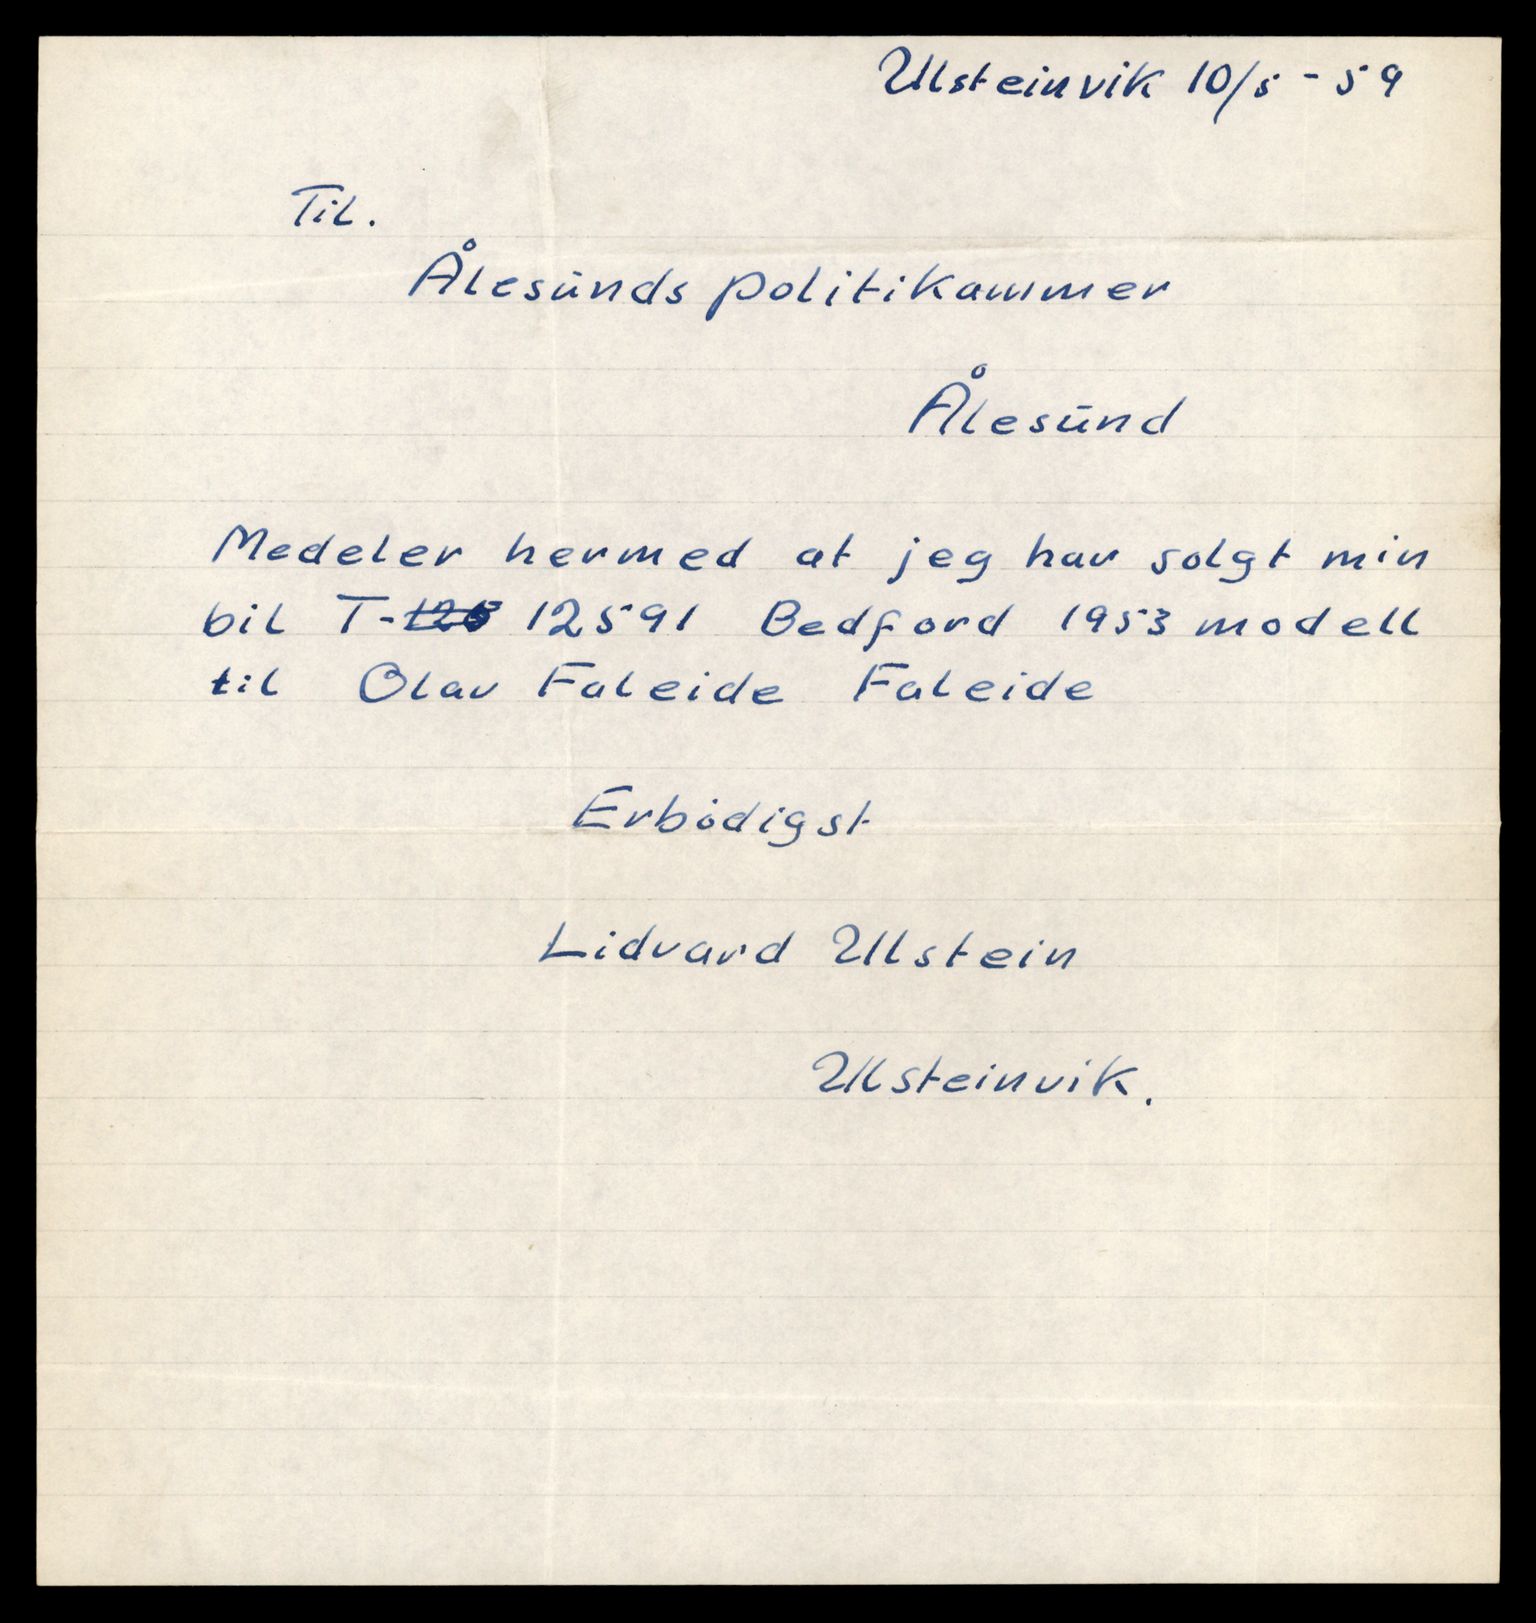 Ulsteinvik 10/5 - 59
Til.
Ålesunds politikammer
Ålesund
Medeler hermed at jeg har solgt min
bil T- 12591 Bedford 1953 modell
til Olav Faleide Faleide
Erbødigst
Lidvard Ulstein
Ulsteinvik.